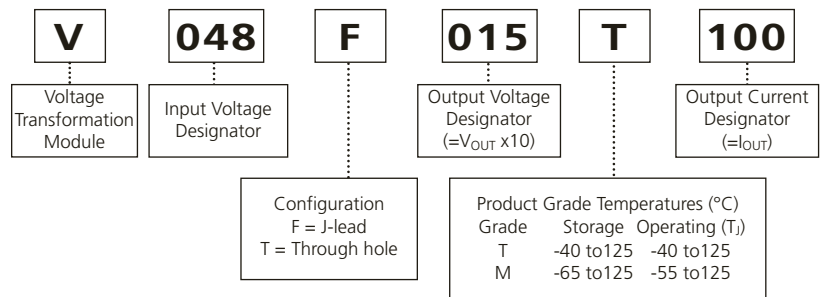 V 048 F 015 T 100
Voltage
Transformation
Module
Input Voltage
Designator
Output Voltage
Designator
(=VOUT x10)
Output Current
Designator
(=IOUT)
Configuration
F = J-lead
T = Through hole
Product Grade Temperatures (°C)
Grade Storage Operating (TJ)
T -40 to125 -40 to125
M -65 to125 -55 to125